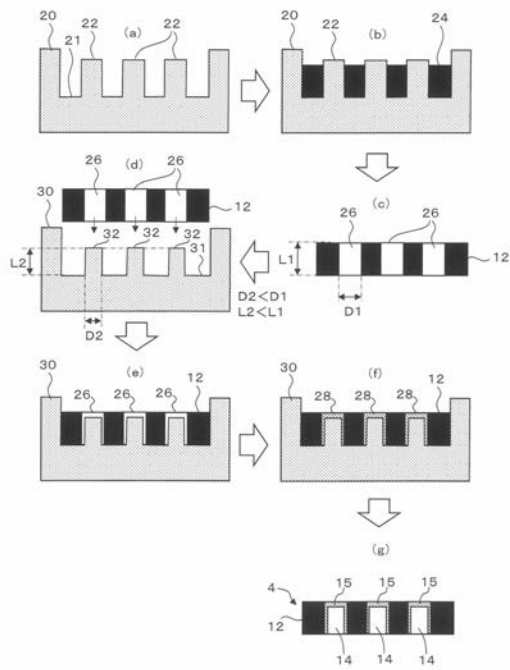 (a)
20 21 22 22
(b)
20 22 24
(d)
26 26
30 12
32 32 32 31
L2
D2
D2<D1
L2<L1
(c)
26 26
L1 12
D1
(e)
30 26 26 26 12
(f)
30 28 28 28 12
(g)
15 15 15
4
12
14 14 14